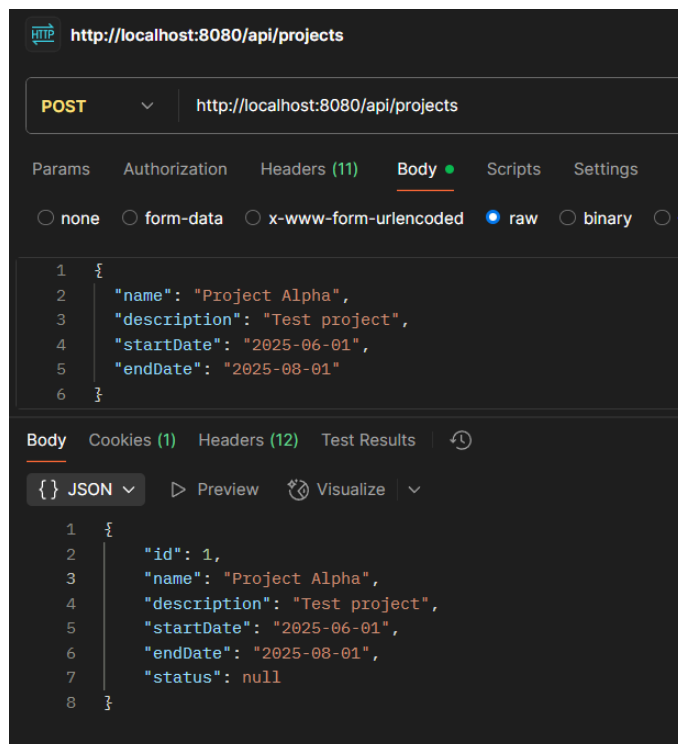 HTTP http://localhost:8080/api/projects
POST http://localhost:8080/api/projects
Params Authorization Headers (11) Body Scripts Settings
none form-data x-www-form-urlencoded raw binary
1 {
2 "name": "Project Alpha",
3 "description": "Test project",
4 "startDate": "2025-06-01",
5 "endDate": "2025-08-01"
6 }
Body Cookies (1) Headers (12) Test Results
{} JSON Preview Visualize
1 {
2 "id": 1,
3 "name": "Project Alpha",
4 "description": "Test project",
5 "startDate": "2025-06-01",
6 "endDate": "2025-08-01",
7 "status": null
8 }